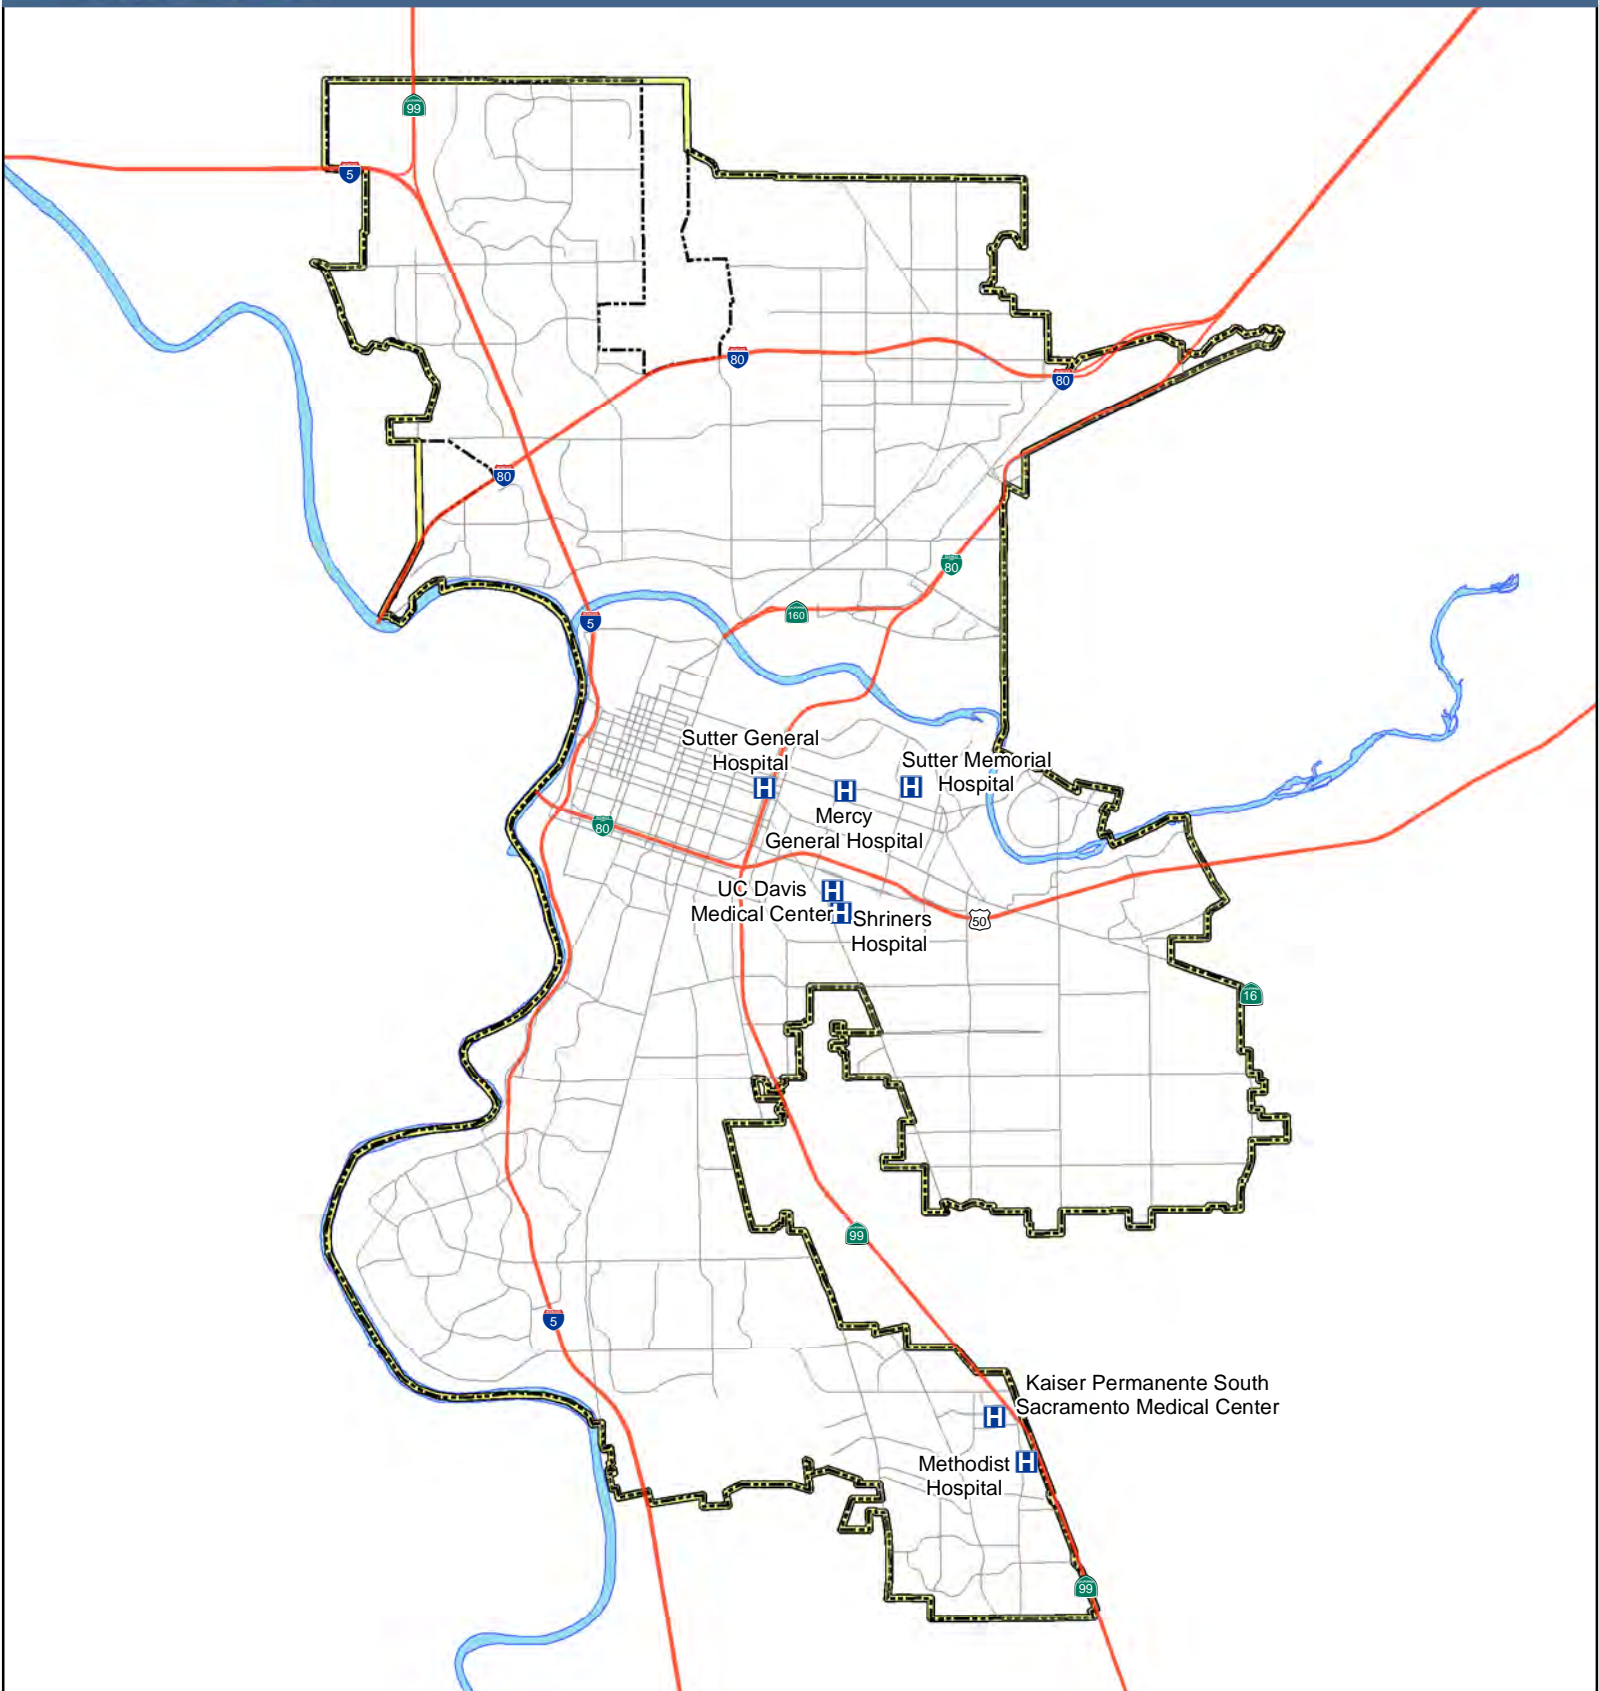 99
5
80
80
80
80
5
160
Sutter General
Hospital
H
Sutter Memorial
Hospital
H
H
Mercy
General Hospital
80
UC Davis
Medical Center
H
H
Shriners
Hospital
50
16
99
5
Kaiser Permanente South
Sacramento Medical Center
H
Methodist
Hospital
H
99